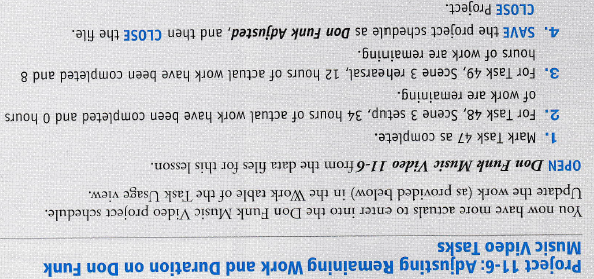 Project 11-6: Adjusting Remaining Work and Duration on Don Funk
Music Video Tasks
You now have more actuals to enter into the Don Funk Music Video project schedule.
Update the work (as provided below) in the Work table of the Task Usage view.
OPEN Don Funk Music Video 11-6 from the data files for this lesson.
1. Mark Task 47 as complete.
2. For Task 48, Scene 3 setup, 34 hours of actual work have been completed and 0 hours
of work are remaining.
3. For Task 49, Scene 3 rehearsal, 12 hours of actual work have been completed and 8
hours of work are remaining.
4. SAVE the project schedule as Don Funk Adjusted, and then CLOSE the file.
CLOSE Project.